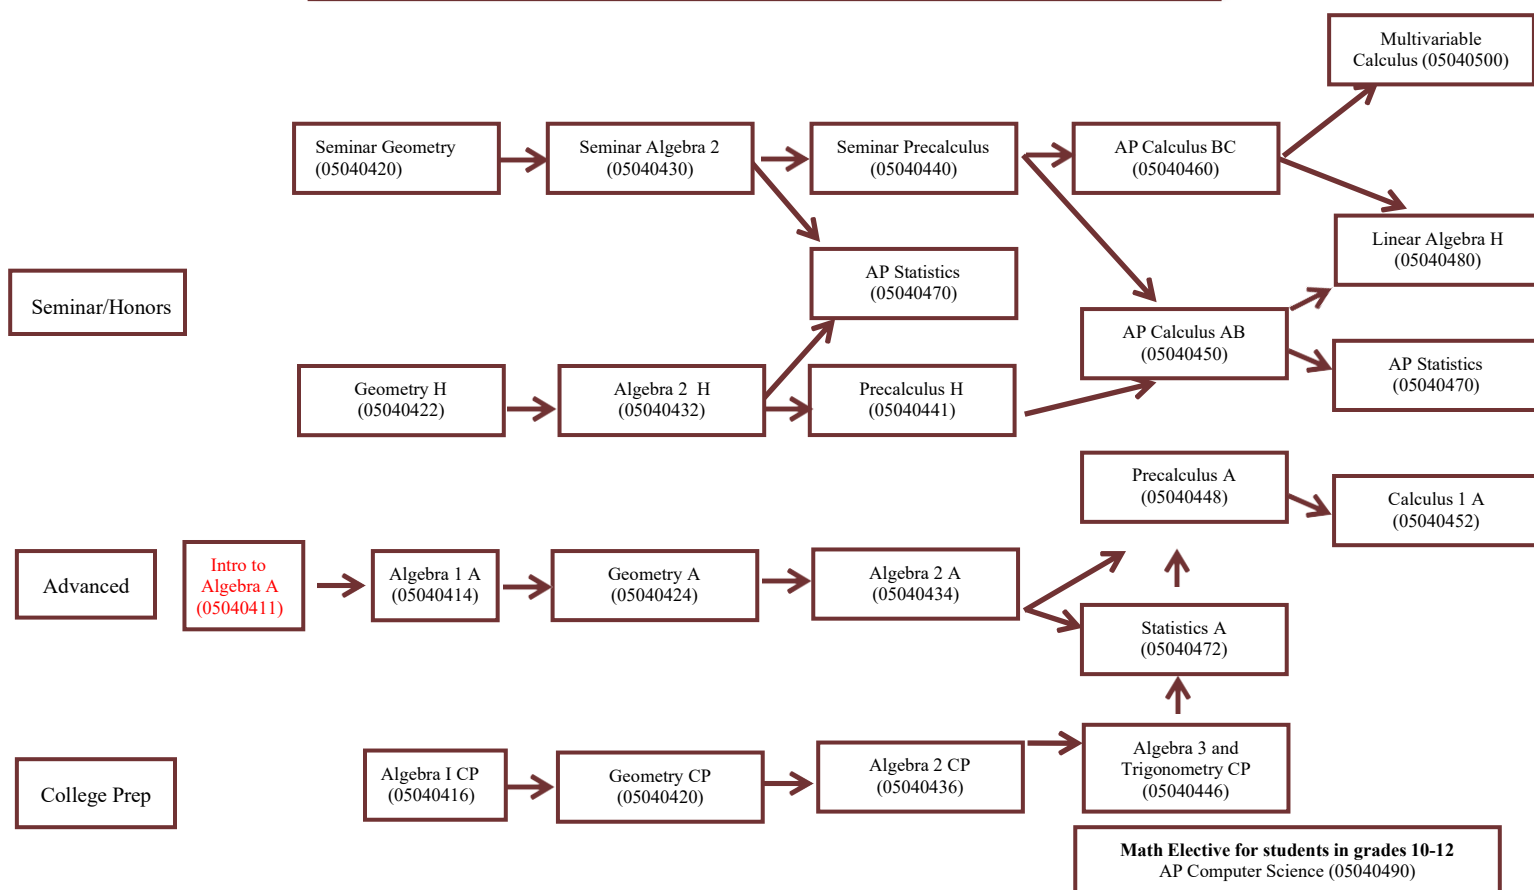 Multivariable
Calculus (05040500)
Seminar Geometry
(05040420)
Seminar Algebra 2
(05040430)
Seminar Precalculus
(05040440)
AP Calculus BC
(05040460)
Linear Algebra H
(05040480)
AP Statistics
(05040470)
Seminar/Honors
AP Calculus AB
(05040450)
AP Statistics
(05040470)
Geometry H
(05040422)
Algebra 2 H
(05040432)
Precalculus H
(05040441)
Precalculus A
(05040448)
Calculus 1 A
(05040452)
Advanced
Intro to
Algebra A
(05040411)
Algebra 1 A
(05040414)
Geometry A
(05040424)
Algebra 2 A
(05040434)
Statistics A
(05040472)
College Prep
Algebra I CP
(05040416)
Geometry CP
(05040420)
Algebra 2 CP
(05040436)
Algebra 3 and
Trigonometry CP
(05040446)
Math Elective for students in grades 10-12
AP Computer Science (05040490)